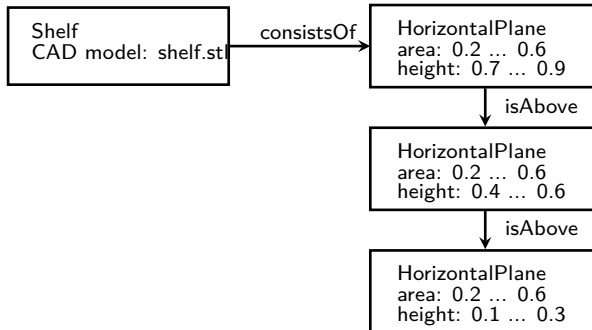 Shelf
CAD model: shelf.stl
consistsOf
HorizontalPlane
area: 0.2 ... 0.6
height: 0.7 ... 0.9
isAbove
HorizontalPlane
area: 0.2 ... 0.6
height: 0.4 ... 0.6
isAbove
HorizontalPlane
area: 0.2 ... 0.6
height: 0.1 ... 0.3